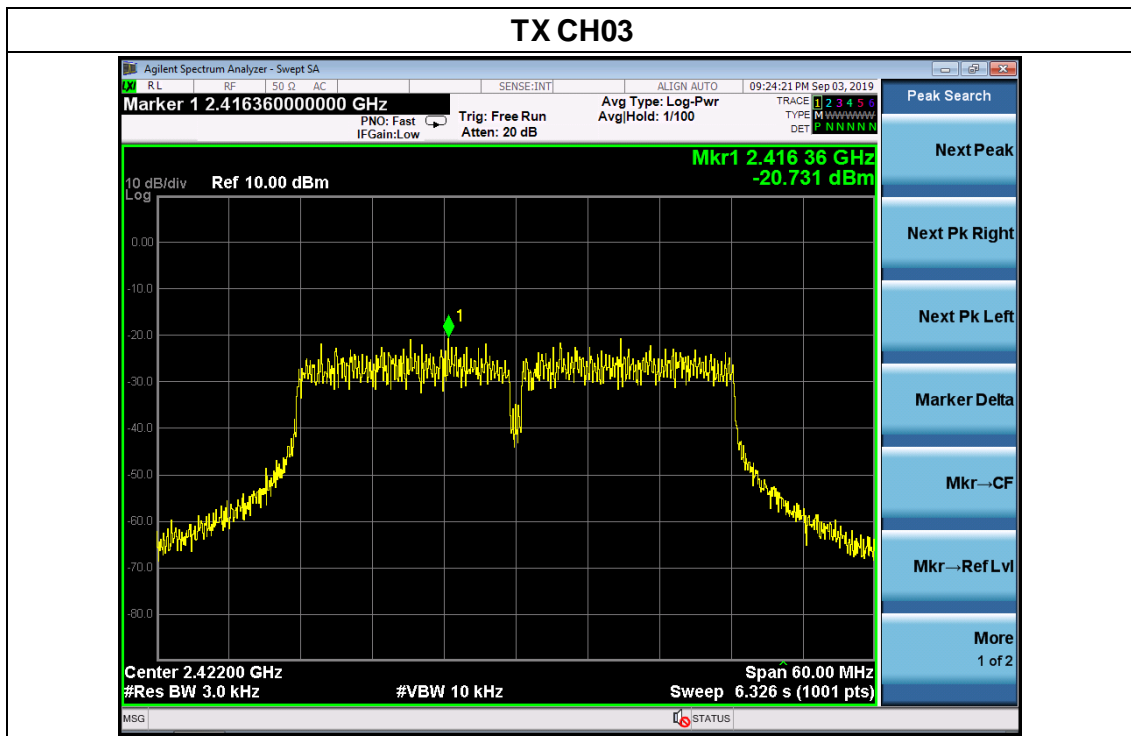 TX CH03
Agilent Spectrum Analyzer - Swept SA
LXI RL RF 50 Ω AC SENSE:INT ALIGN AUTO 09:24:21 PM Sep 03, 2019
Marker 1 2.416360000000 GHz
PNO: Fast
IFGain:Low
Trig: Free Run
Atten: 20 dB
Avg Type: Log-Pwr
Avg|Hold: 1/100
TRACE 1 2 3 4 5 6
TYPE M WWWWW
DET P N N N N N
Mkr1 2.416 36 GHz
-20.731 dBm
10 dB/div Ref 10.00 dBm
Log
0.00
-10.0
-20.0
-30.0
-40.0
-50.0
-60.0
-70.0
-80.0
1
Center 2.42200 GHz Span 60.00 MHz
#Res BW 3.0 kHz #VBW 10 kHz Sweep 6.326 s (1001 pts)
MSG STATUS
Peak Search
Next Peak
Next Pk Right
Next Pk Left
Marker Delta
Mkr→CF
Mkr→Ref Lvl
More
1 of 2